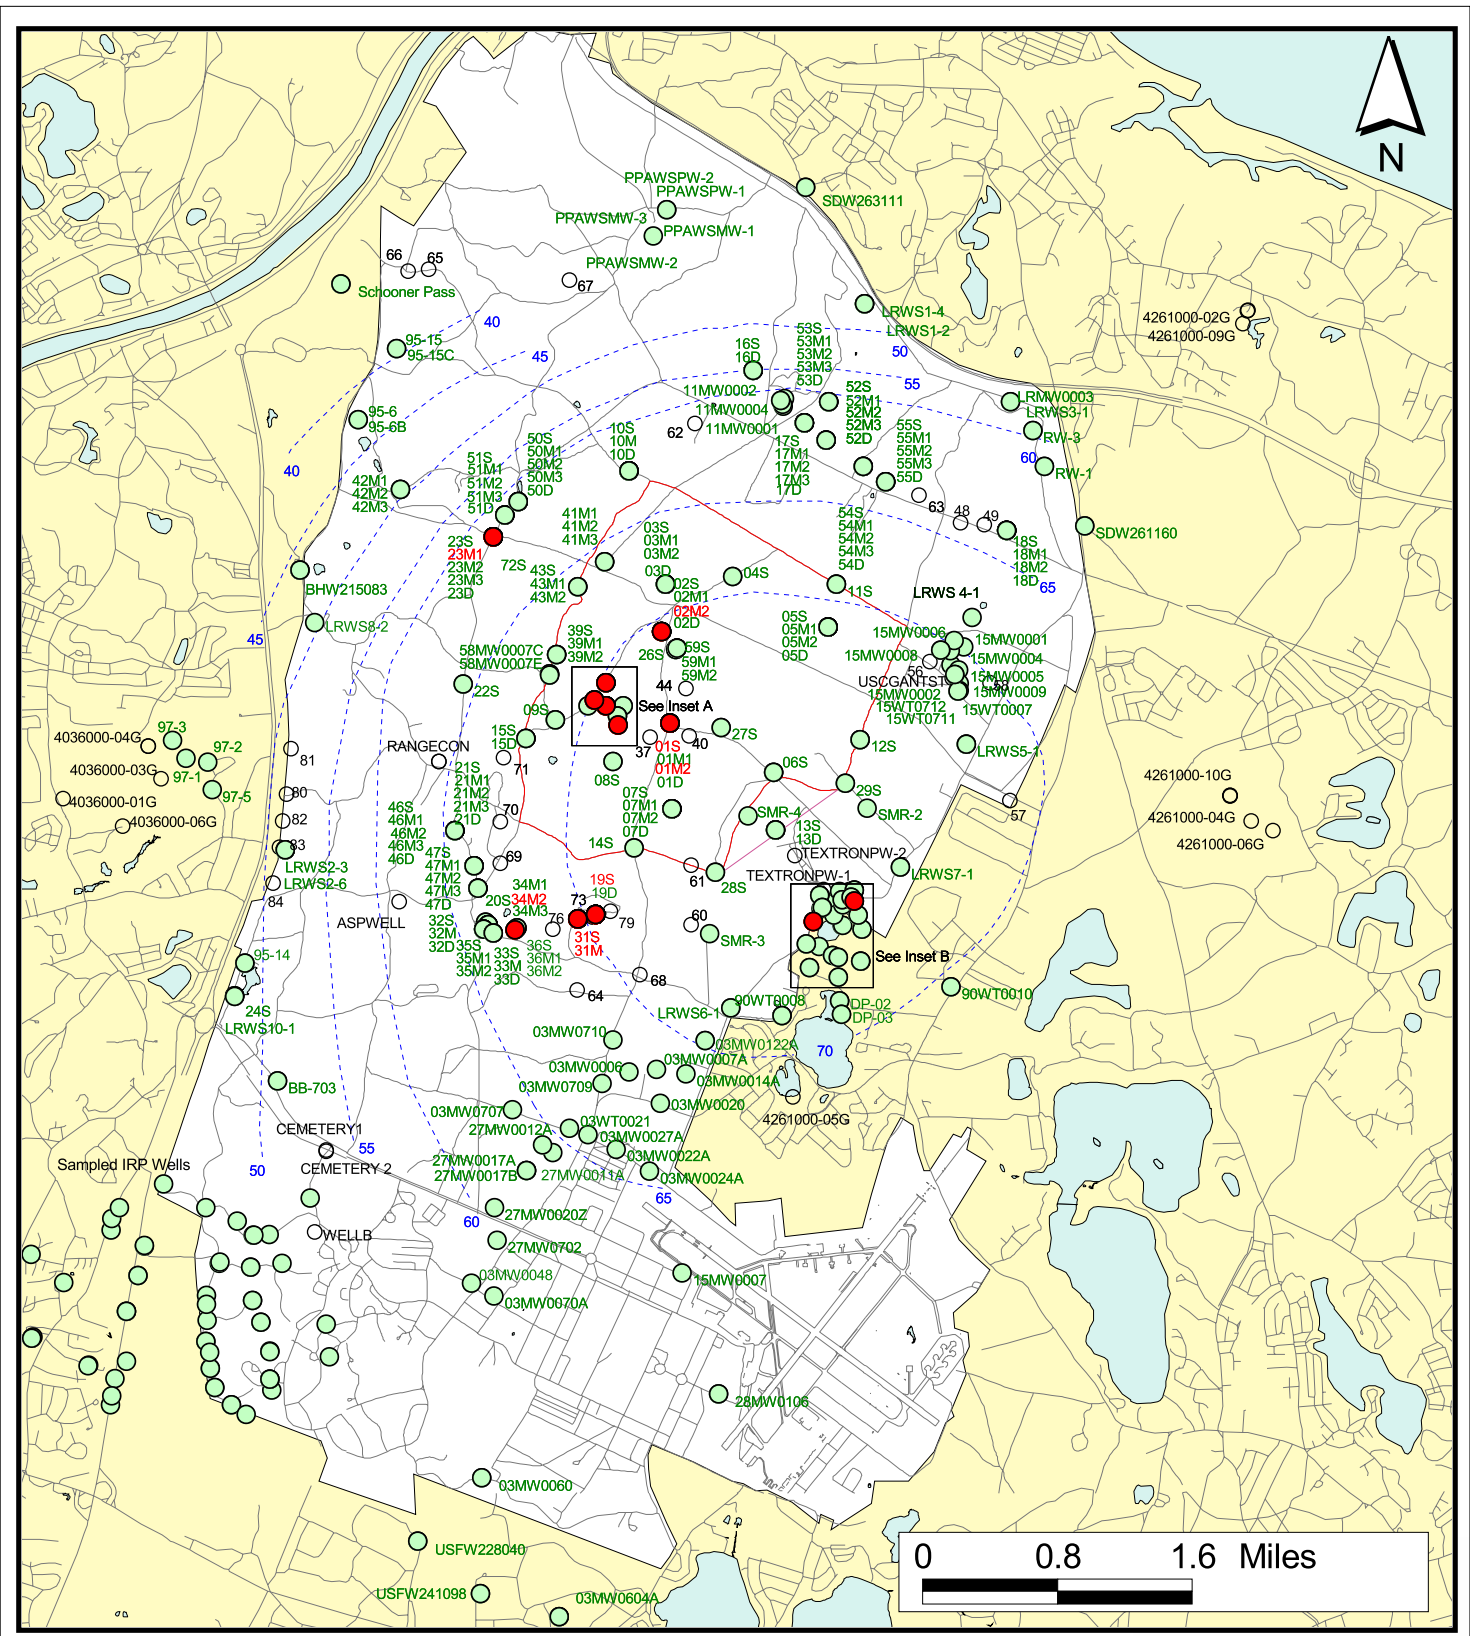 N
PPAWSPW-2
PPAWSPW-1
PPAWSMW-3
PPAWSMW-1
PPAWSMW-2
SDW263111
66
65
67
Schooner Pass
40
45
95-15
95-15C
LRWS1-4
LRWS1-2
50
55
4261000-02G
4261000-09G
53S
53M1
53M2
53M3
53D
16S
16D
11MW0002
11MW0004
11MW0001
52S
52M1
52M2
52M3
52D
LRMW0003
LRWS3-1
RW-3
60
RW-1
95-6
95-6B
40
10S
10M
10D
62
17S
17M1
17M2
17M3
17D
55S
55M1
55M2
55M3
55D
50S
50M1
50M2
50M3
50D
51S
51M1
51M2
51M3
51D
42M1
42M2
42M3
63
48
49
SDW261160
18S
18M1
18M2
18D
65
41M1
41M2
41M3
03S
03M1
03M2
03D
54S
54M1
54M2
54M3
54D
23S
23M1
23M2
23M3
23D
72S
43S
43M1
43M2
04S
02S
02M1
02M2
02D
11S
LRWS 4-1
BHW215083
LRWS8-2
45
39S
39M1
39M2
58MW0007C
58MW0007E
26S
59S
59M1
59M2
05S
05M1
05M2
05D
15MW0006
15MW0001
15MW0008
15MW0004
56
USCGANTST
15MW0005
58
15MW0002
15MW0009
15WT0712
15WT0007
15WT0711
22S
44
See Inset A
09S
15S
15D
37
40
27S
01S
01M1
01M2
01D
12S
LRWS5-1
97-3
4036000-04G
97-2
4036000-03G
97-1
97-5
4036000-01G
4036000-06G
81
80
82
83
RANGECON
71
08S
06S
29S
57
4261000-10G
4261000-04G
4261000-06G
21S
21M1
21M2
21M3
21D
07S
07M1
07M2
07D
70
SMR-4
SMR-2
13S
13D
46S
46M1
46M2
46M3
46D
14S
TEXTRONPW-2
TEXTRONPW-1
LRWS7-1
LRWS2-3
LRWS2-6
84
47S
47M1
47M2
47M3
47D
69
61
28S
34M1
34M2
34M3
20S
19S
19D
73
79
76
60
SMR-3
ASPWELL
32S
32M
32D
35S
35M1
35M2
33S
33M
33D
36S
36M1
36M2
31S
31M
See Inset B
95-14
24S
LRWS10-1
64
68
90WT0010
90WT0008
LRWS6-1
DP-02
DP-03
70
03MW0710
03MW0122A
03MW0007A
03MW0006
03MW0014A
03MW0709
4261000-05G
BB-703
03MW0020
03MW0707
03WT0021
27MW0012A
03MW0027A
CEMETERY1
55
03MW0022A
27MW0017A
27MW0017B
27MW0011A
03MW0024A
Sampled IRP Wells
50
CEMETERY 2
65
27MW0020Z
60
WELLB
27MW0702
03MW0048
03MW0070A
15MW0007
28MW0106
03MW0060
USFW228040
USFW241098
03MW0604A
0 0.8 1.6 Miles